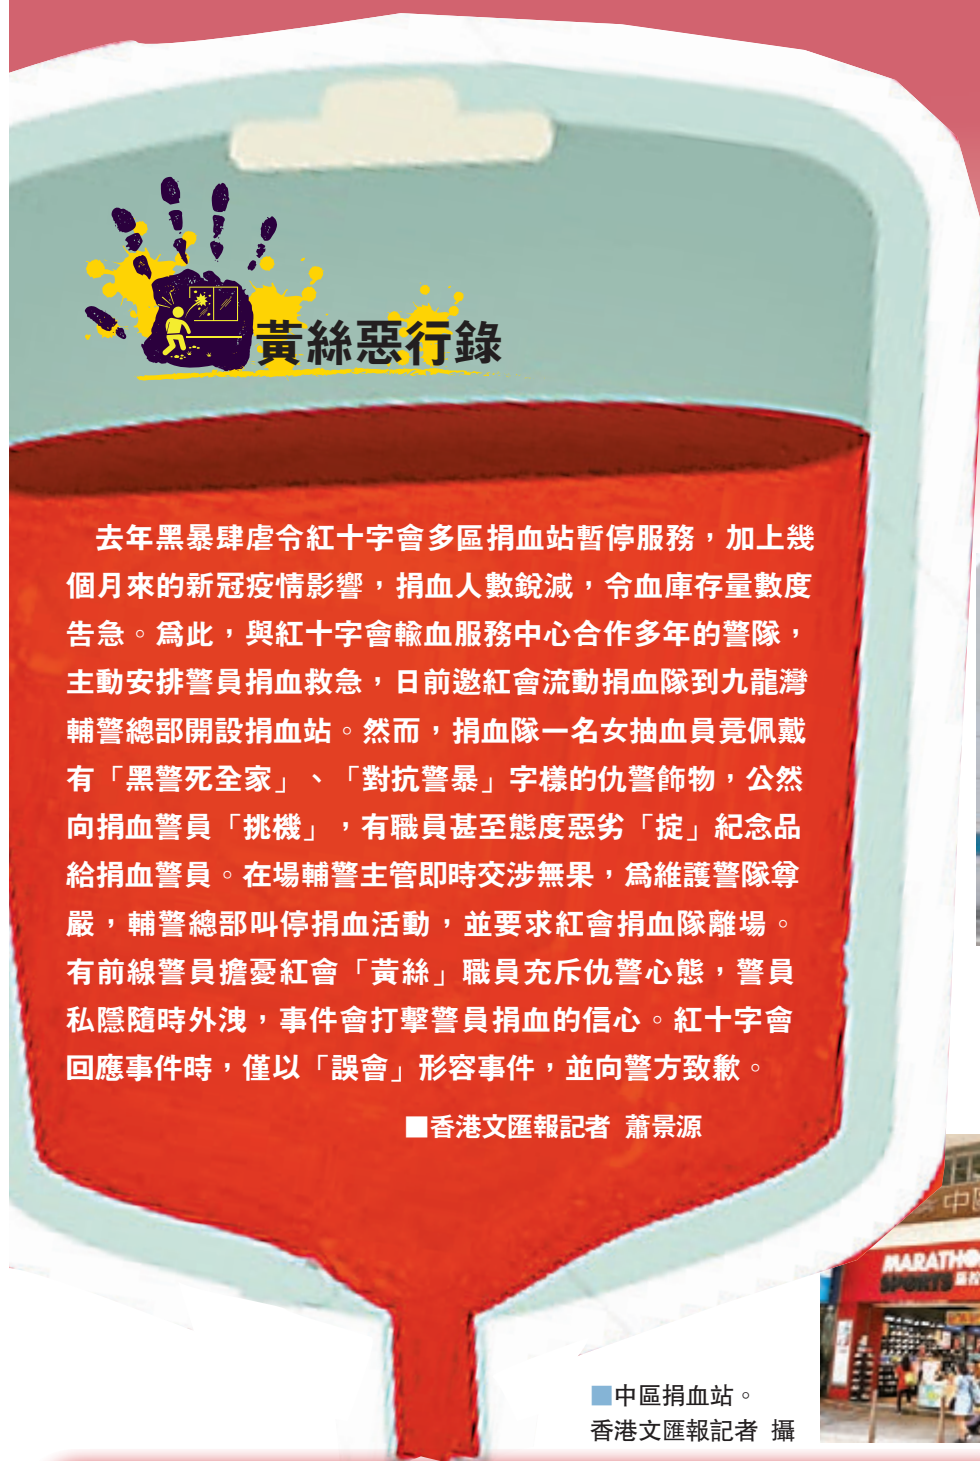 黃絲惡行錄
去年黑暴肆虐令紅十字會多區捐血站暫停服務，加上幾
個月來的新冠疫情影響，捐血人數銳減，令血庫存量數度
告急。為此，與紅十字會輸血服務中心合作多年的警隊，
主動安排警員捐血救急，日前邀紅會流動捐血隊到九龍灣
輔警總部開設捐血站。然而，捐血隊一名女抽血員竟佩戴
有「黑警死全家」、「對抗警暴」字樣的仇警飾物，公然
向捐血警員「挑機」，有職員甚至態度惡劣「掟」紀念品
給捐血警員。在場輔警主管即時交涉無果，為維護警隊尊
嚴，輔警總部叫停捐血活動，並要求紅會捐血隊離場。
有前線警員擔憂紅會「黃絲」職員充斥仇警心態，警員
私隱隨時外洩，事件會打擊警員捐血的信心。紅十字會
回應事件時，僅以「誤會」形容事件，並向警方致歉。
■香港文匯報記者 蕭景源
中區
MARATHO
SPORTS
■中區捐血站。
香港文匯報記者 攝